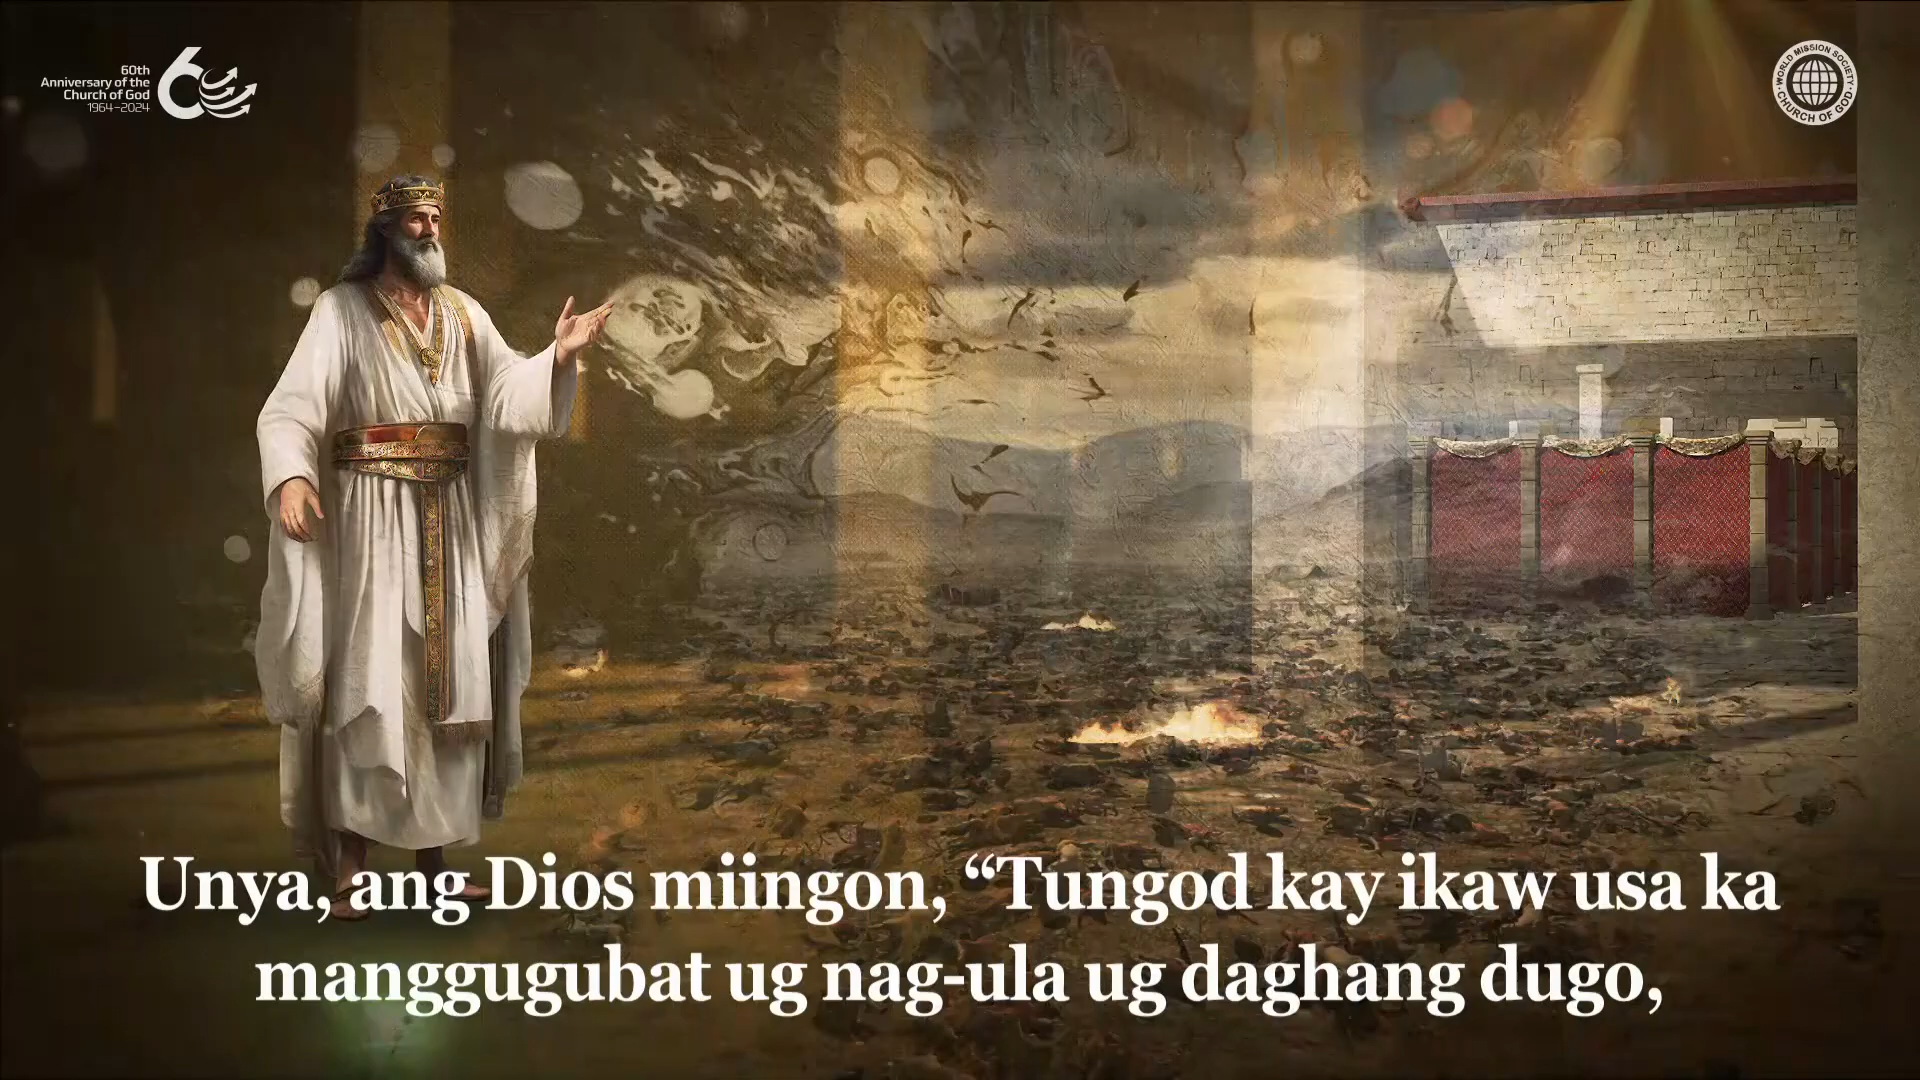 60th
Anniversary of the
Church of God
1964–2024
60
WORLD MISSION SOCIETY
CHURCH OF GOD
Unya, ang Dios miingon, “Tungod kay ikaw usa ka
manggugubat ug nag-ula ug daghang dugo,